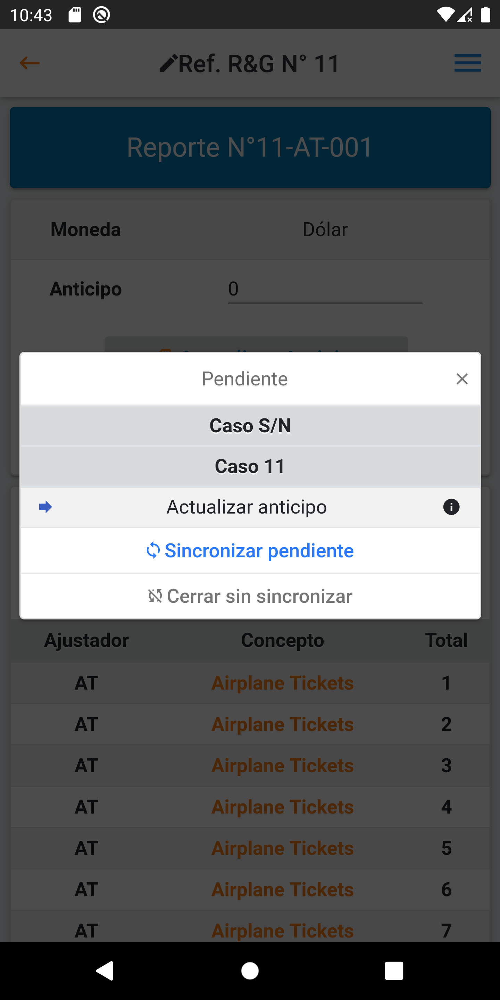 10:43
Ref. R&G N° 11
Reporte N°11-AT-001
Moneda Dólar
Anticipo 0
Pendiente
Caso S/N
Caso 11
Actualizar anticipo
Sincronizar pendiente
Cerrar sin sincronizar
Ajustador Concepto Total
AT Airplane Tickets 1
AT Airplane Tickets 2
AT Airplane Tickets 3
AT Airplane Tickets 4
AT Airplane Tickets 5
AT Airplane Tickets 6
AT Airplane Tickets 7